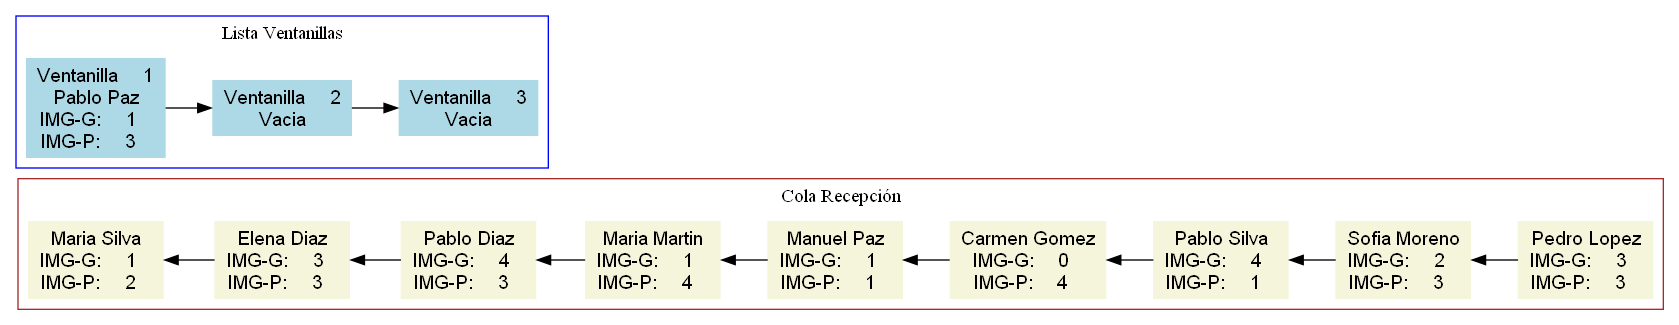 Lista Ventanillas
Ventanilla 1
Pablo Paz
IMG-G: 1
IMG-P: 3
Ventanilla 2
Vacia
Ventanilla 3
Vacia
Cola Recepción
Maria Silva
IMG-G: 1
IMG-P: 2
Elena Diaz
IMG-G: 3
IMG-P: 3
Pablo Diaz
IMG-G: 4
IMG-P: 3
Maria Martin
IMG-G: 1
IMG-P: 4
Manuel Paz
IMG-G: 1
IMG-P: 1
Carmen Gomez
IMG-G: 0
IMG-P: 4
Pablo Silva
IMG-G: 4
IMG-P: 1
Sofia Moreno
IMG-G: 2
IMG-P: 3
Pedro Lopez
IMG-G: 3
IMG-P: 3